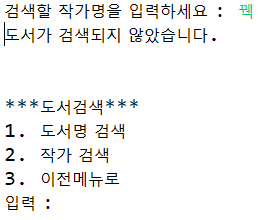 검색할 작가명을 입력하세요 : 꿱
도서가 검색되지 않았습니다.
***도서검색***
1. 도서명 검색
2. 작가 검색
3. 이전메뉴로
입력 :